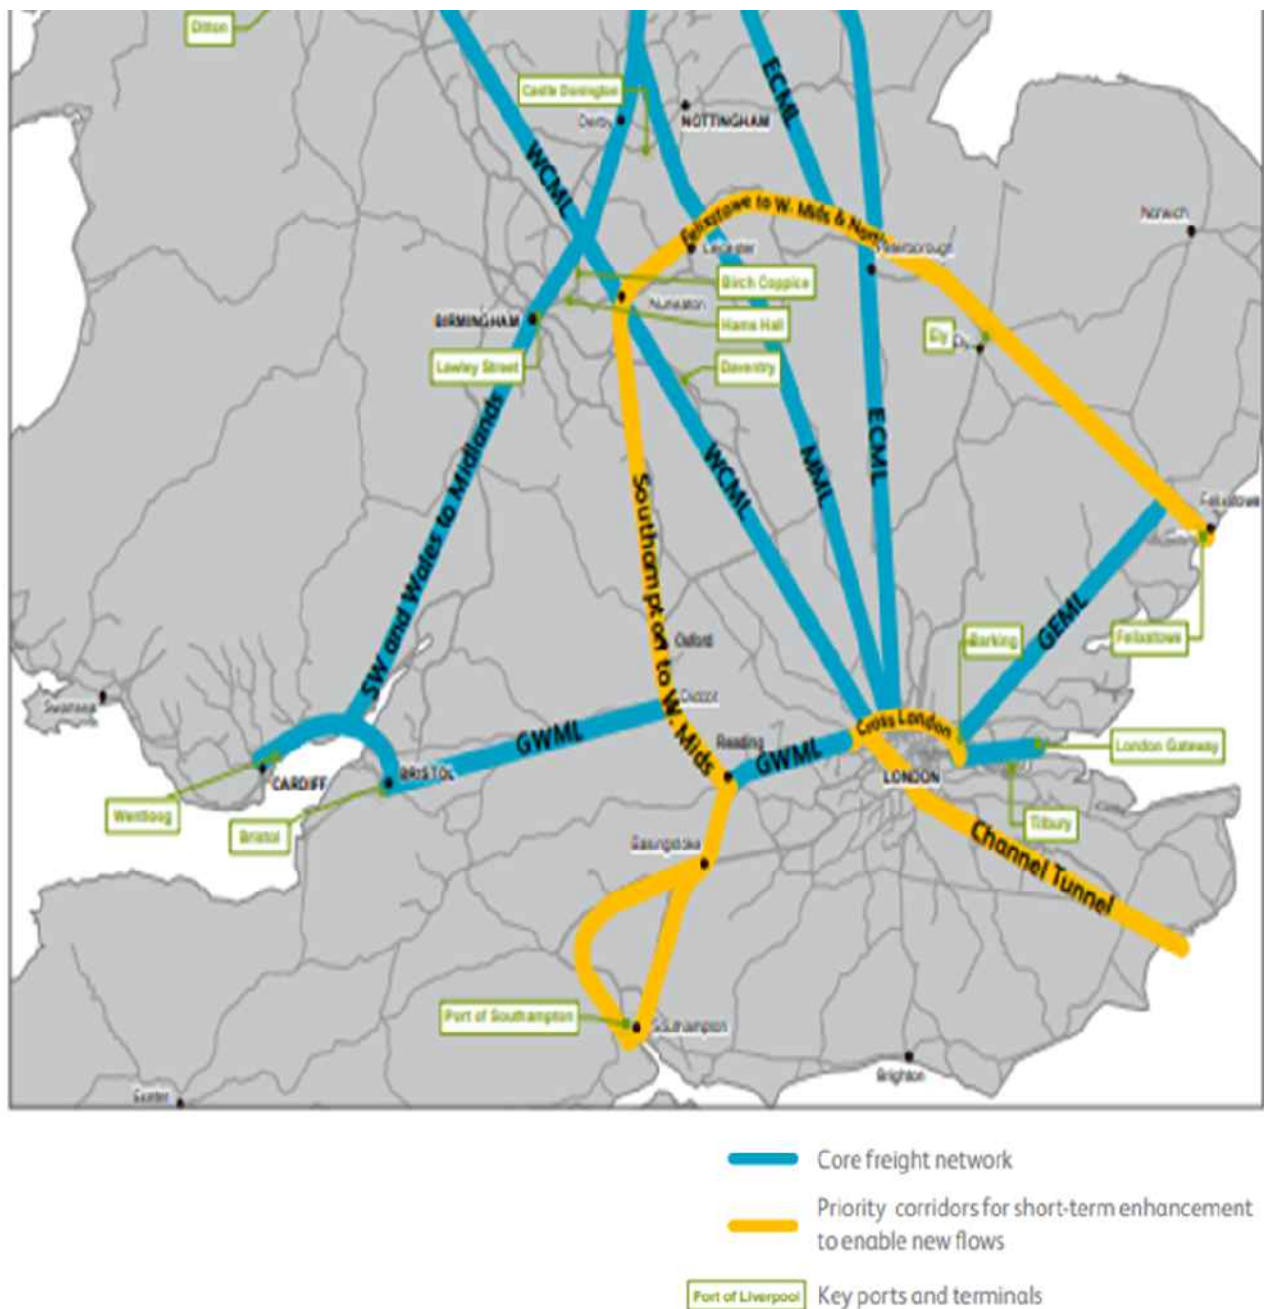 Ditton
ECML
Castle Donington
Derby
NOTTINGHAM
WCML
Norwich
Felixstowe to W. Mids & North
Leicester
Peterborough
Birch Coppice
Nuneaton
BIRMINGHAM
Hams Hall
Ely
Ely
Lawley Street
Daventry
SW and Wales to Midlands
WCML
MML
ECML
Southampton to W. Mids
Felixstowe
GEML
Oxford
Barking
Felixstowe
Swansea
Didcot
GWML
Reading
GWML
Cross London
London Gateway
CARDIFF
BRISTOL
LONDON
Wentloog
Bristol
Tilbury
Basingstoke
Channel Tunnel
Port of Southampton
Southampton
Brighton
Exeter
Core freight network
Priority corridors for short-term enhancement
to enable new flows
Port of Liverpool
Key ports and terminals